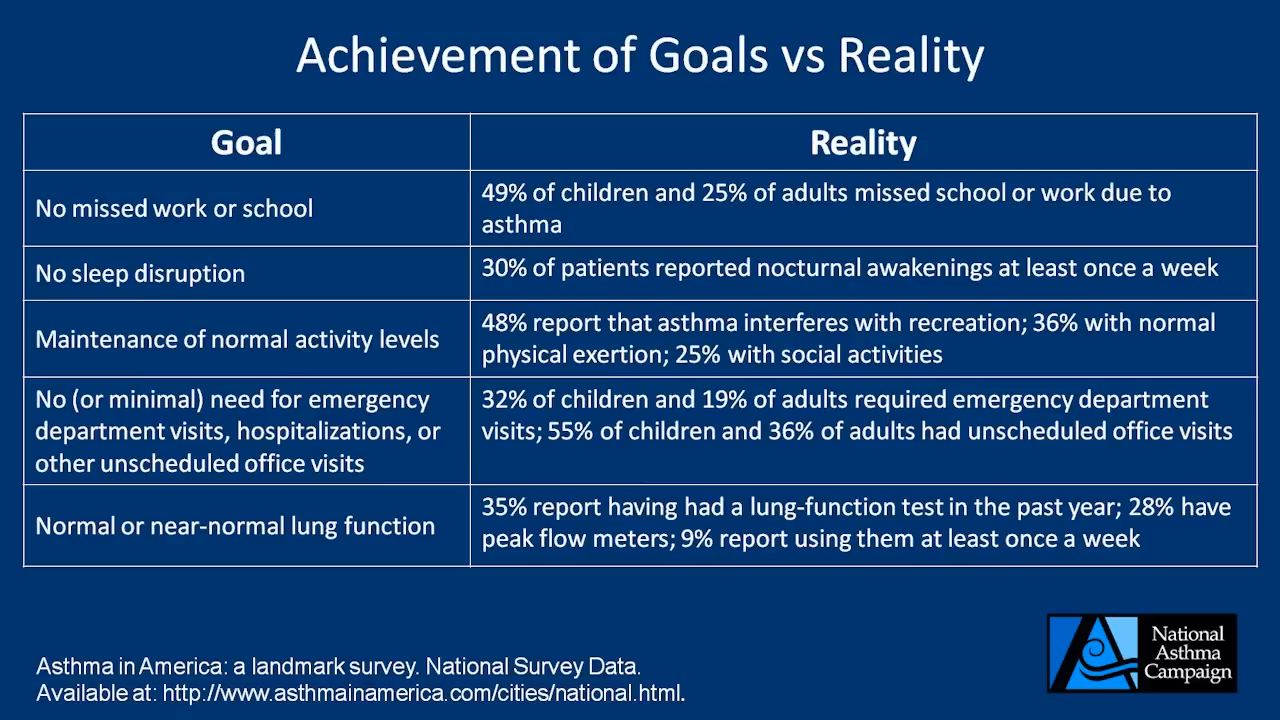 Achievement of Goals vs Reality
Goal
Reality
No missed work or school
49% of children and 25% of adults missed school or work due to
asthma
No sleep disruption
30% of patients reported nocturnal awakenings at least once a week
Maintenance of normal activity levels
48% report that asthma interferes with recreation; 36% with normal
physical exertion; 25% with social activities
No (or minimal) need for emergency
department visits, hospitalizations, or
other unscheduled office visits
32% of children and 19% of adults required emergency department
visits; 55% of children and 36% of adults had unscheduled office visits
Normal or near-normal lung function
35% report having had a lung-function test in the past year; 28% have
peak flow meters; 9% report using them at least once a week
Asthma in America: a landmark survey. National Survey Data.
Available at: http://www.asthmainamerica.com/cities/national.html.
National
Asthma
Campaign